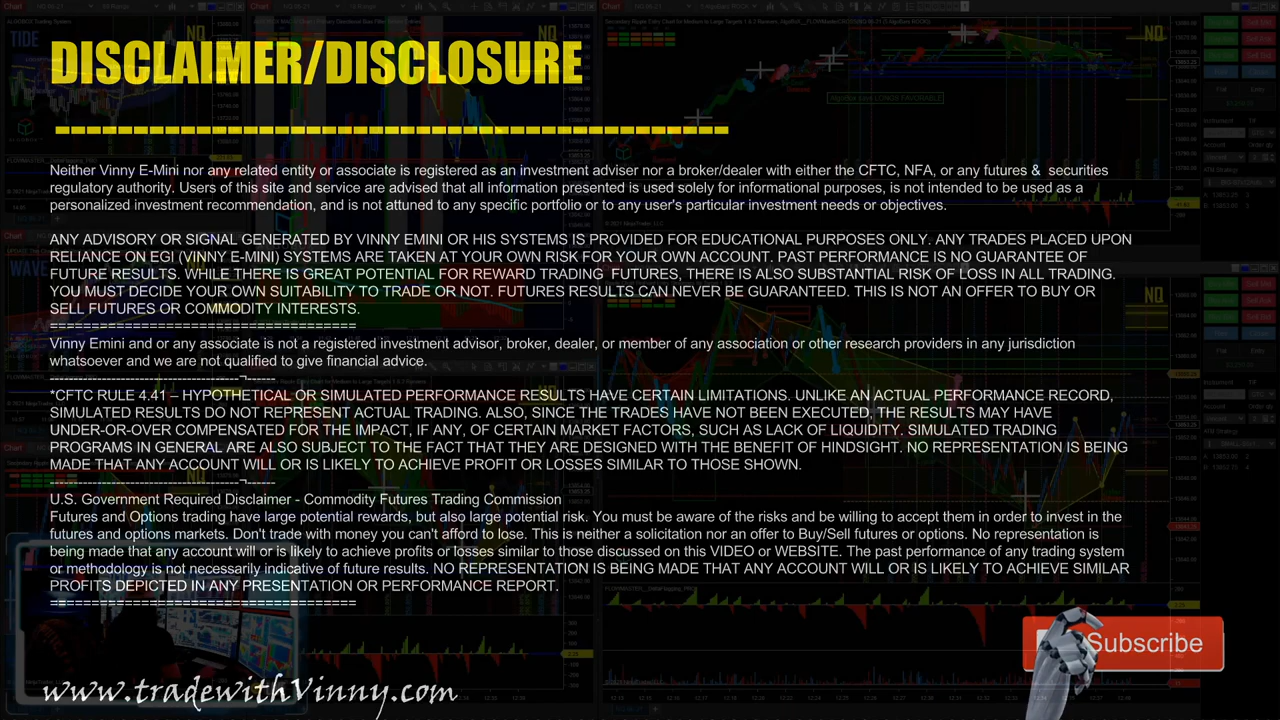 DISCLAIMER/DISCLOSURE
Neither Vinny E-Mini nor any related entity or associate is registered as an investment adviser nor a broker/dealer with either the CFTC, NFA, or any futures & securities
regulatory authority. Users of this site and service are advised that all information presented is used solely for informational purposes, is not intended to be used as a
personalized investment recommendation, and is not attuned to any specific portfolio or to any user's particular investment needs or objectives.
ANY ADVISORY OR SIGNAL GENERATED BY VINNY EMINI OR HIS SYSTEMS IS PROVIDED FOR EDUCATIONAL PURPOSES ONLY. ANY TRADES PLACED UPON
RELIANCE ON EGI (VINNY E-MINI) SYSTEMS ARE TAKEN AT YOUR OWN RISK FOR YOUR OWN ACCOUNT. PAST PERFORMANCE IS NO GUARANTEE OF
FUTURE RESULTS. WHILE THERE IS GREAT POTENTIAL FOR REWARD TRADING FUTURES, THERE IS ALSO SUBSTANTIAL RISK OF LOSS IN ALL TRADING.
YOU MUST DECIDE YOUR OWN SUITABILITY TO TRADE OR NOT. FUTURES RESULTS CAN NEVER BE GUARANTEED. THIS IS NOT AN OFFER TO BUY OR
SELL FUTURES OR COMMODITY INTERESTS.
===================================
Vinny Emini and or any associate is not a registered investment advisor, broker, dealer, or member of any association or other research providers in any jurisdiction
whatsoever and we are not qualified to give financial advice.
---------------------------------------¬------
*CFTC RULE 4.41 – HYPOTHETICAL OR SIMULATED PERFORMANCE RESULTS HAVE CERTAIN LIMITATIONS. UNLIKE AN ACTUAL PERFORMANCE RECORD,
SIMULATED RESULTS DO NOT REPRESENT ACTUAL TRADING. ALSO, SINCE THE TRADES HAVE NOT BEEN EXECUTED, THE RESULTS MAY HAVE
UNDER-OR-OVER COMPENSATED FOR THE IMPACT, IF ANY, OF CERTAIN MARKET FACTORS, SUCH AS LACK OF LIQUIDITY. SIMULATED TRADING
PROGRAMS IN GENERAL ARE ALSO SUBJECT TO THE FACT THAT THEY ARE DESIGNED WITH THE BENEFIT OF HINDSIGHT. NO REPRESENTATION IS BEING
MADE THAT ANY ACCOUNT WILL OR IS LIKELY TO ACHIEVE PROFIT OR LOSSES SIMILAR TO THOSE SHOWN.
---------------------------------------¬------
U.S. Government Required Disclaimer - Commodity Futures Trading Commission
Futures and Options trading have large potential rewards, but also large potential risk. You must be aware of the risks and be willing to accept them in order to invest in the
futures and options markets. Don't trade with money you can't afford to lose. This is neither a solicitation nor an offer to Buy/Sell futures or options. No representation is
being made that any account will or is likely to achieve profits or losses similar to those discussed on this VIDEO or WEBSITE. The past performance of any trading system
or methodology is not necessarily indicative of future results. NO REPRESENTATION IS BEING MADE THAT ANY ACCOUNT WILL OR IS LIKELY TO ACHIEVE SIMILAR
PROFITS DEPICTED IN ANY PRESENTATION OR PERFORMANCE REPORT.
===================================
Subscribe
www.tradewithVinny.com
TIDE
WAVE
NQ
NQ